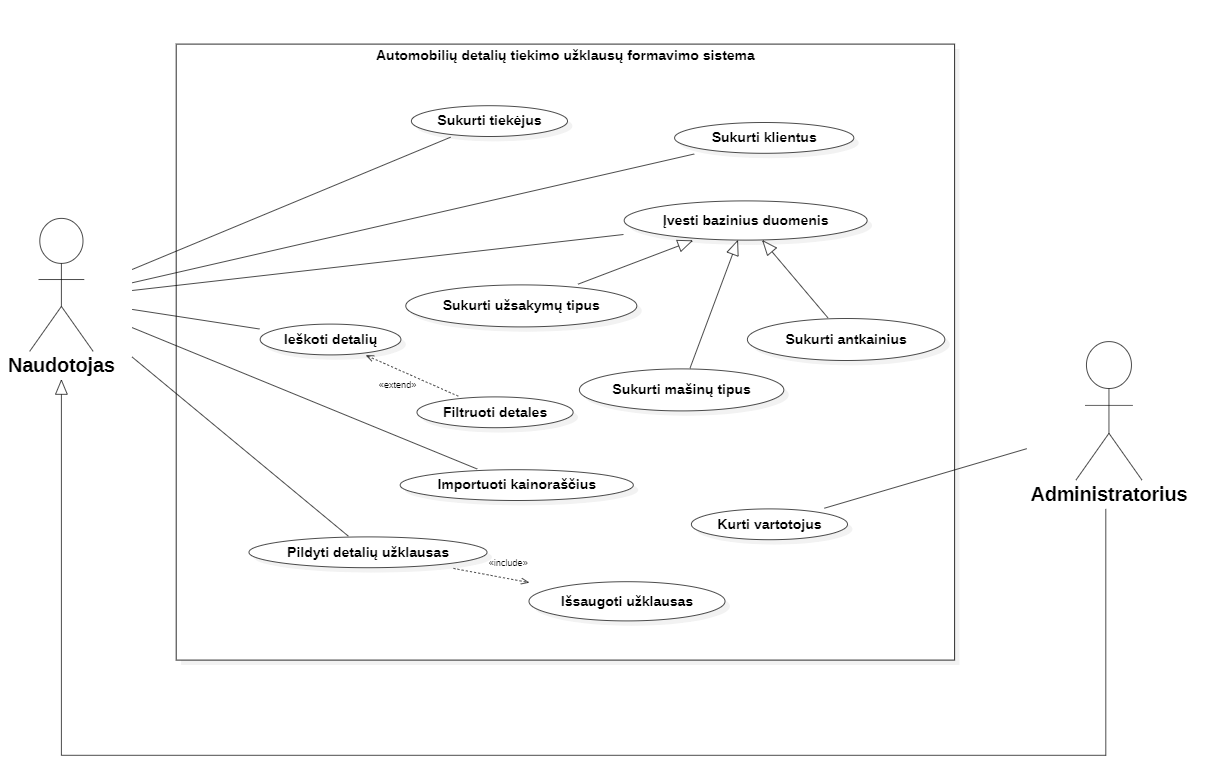 Automobilių detalių tiekimo užklausų formavimo sistema
Sukurti tiekėjus
Sukurti klientus
Įvesti bazinius duomenis
Sukurti užsakymų tipus
Ieškoti detalių
Sukurti antkainius
Naudotojas
«extend»
Sukurti mašinų tipus
Filtruoti detales
Importuoti kainoraščius
Administratorius
Kurti vartotojus
Pildyti detalių užklausas
«include»
Išsaugoti užklausas